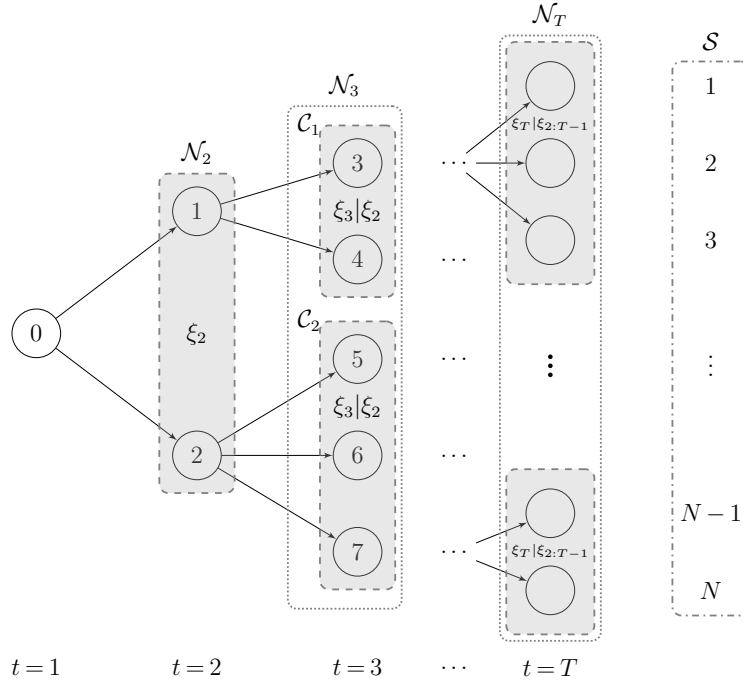 𝒩_T
𝒮
𝒩_3
1
𝒞_1
ξ_T|ξ_{2:T−1}
𝒩_2
3
...
2
1
ξ_3|ξ_2
3
4
...
0
𝒞_2
ξ_2
5
...
⋮
⋮
ξ_3|ξ_2
2
6
...
N − 1
7
...
ξ_T|ξ_{2:T−1}
N
t = 1
t = 2
t = 3
...
t = T